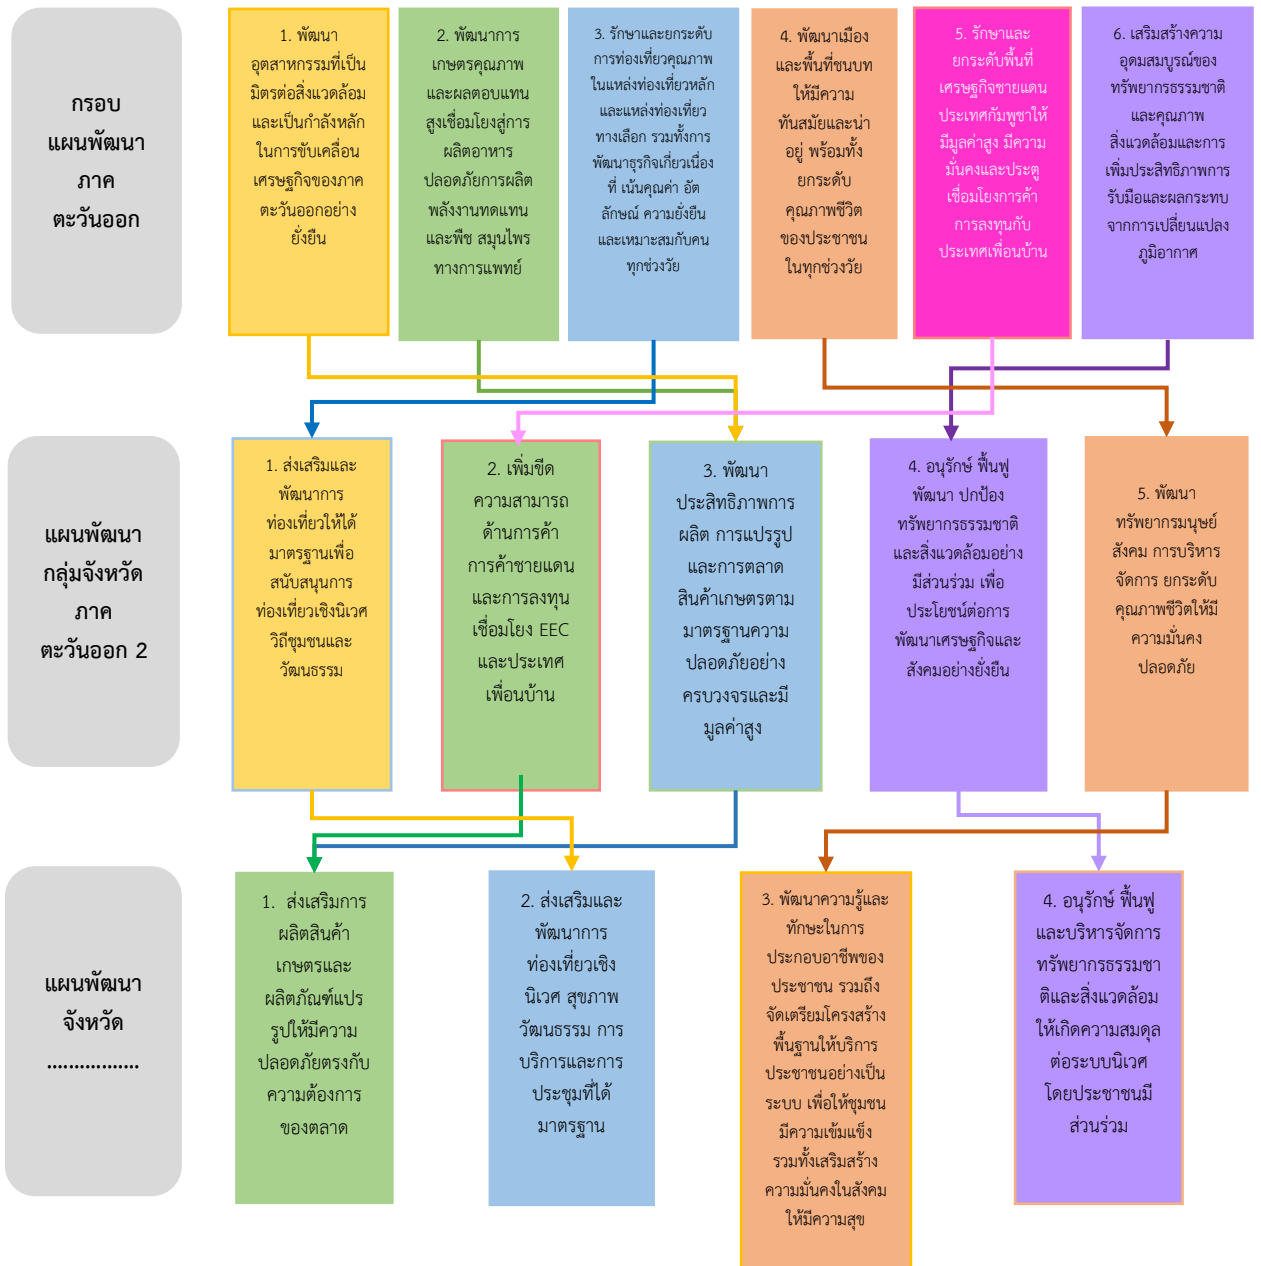 กรอบ
แผนพัฒนา
ภาค
ตะวันออก
1. พัฒนา
อุตสาหกรรมที่เป็น
มิตรต่อสิ่งแวดล้อม
และเป็นกำลังหลัก
ในการขับเคลื่อน
เศรษฐกิจของภาค
ตะวันออกอย่าง
ยั่งยืน
2. พัฒนาการ
เกษตรคุณภาพ
และผลตอบแทน
สูงเชื่อมโยงสู่การ
ผลิตอาหาร
ปลอดภัยการผลิต
พลังงานทดแทน
และพืช สมุนไพร
ทางการแพทย์
3. รักษาและยกระดับ
การท่องเที่ยวคุณภาพ
ในแหล่งท่องเที่ยวหลัก
และแหล่งท่องเที่ยว
ทางเลือก รวมทั้งการ
พัฒนาธุรกิจเกี่ยวเนื่อง
ที่ เน้นคุณค่า อัต
ลักษณ์ ความยั่งยืน
และเหมาะสมกับคน
ทุกช่วงวัย
4. พัฒนาเมือง
และพื้นที่ชนบท
ให้มีความ
ทันสมัยและน่า
อยู่ พร้อมทั้ง
ยกระดับ
คุณภาพชีวิต
ของประชาชน
ในทุกช่วงวัย
5. รักษาและ
ยกระดับพื้นที่
เศรษฐกิจชายแดน
ประเทศกัมพูชาให้
มีมูลค่าสูง มีความ
มั่นคงและประตู
เชื่อมโยงการค้า
การลงทุนกับ
ประเทศเพื่อนบ้าน
6. เสริมสร้างความ
อุดมสมบูรณ์ของ
ทรัพยากรธรรมชาติ
และคุณภาพ
สิ่งแวดล้อมและการ
เพิ่มประสิทธิภาพการ
รับมือและผลกระทบ
จากการเปลี่ยนแปลง
ภูมิอากาศ
แผนพัฒนา
กลุ่มจังหวัด
ภาค
ตะวันออก 2
1. ส่งเสริมและ
พัฒนาการ
ท่องเที่ยวให้ได้
มาตรฐานเพื่อ
สนับสนุนการ
ท่องเที่ยวเชิงนิเวศ
วิถีชุมชนและ
วัฒนธรรม
2. เพิ่มขีด
ความสามารถ
ด้านการค้า
การค้าชายแดน
และการลงทุน
เชื่อมโยง EEC
และประเทศ
เพื่อนบ้าน
3. พัฒนา
ประสิทธิภาพการ
ผลิต การแปรรูป
และการตลาด
สินค้าเกษตรตาม
มาตรฐานความ
ปลอดภัยอย่าง
ครบวงจรและมี
มูลค่าสูง
4. อนุรักษ์ ฟื้นฟู
พัฒนา ปกป้อง
ทรัพยากรธรรมชาติ
และสิ่งแวดล้อมอย่าง
มีส่วนร่วม เพื่อ
ประโยชน์ต่อการ
พัฒนาเศรษฐกิจและ
สังคมอย่างยั่งยืน
5. พัฒนา
ทรัพยากรมนุษย์
สังคม การบริหาร
จัดการ ยกระดับ
คุณภาพชีวิตให้มี
ความมั่นคง
ปลอดภัย
แผนพัฒนา
จังหวัด
.................
1. ส่งเสริมการ
ผลิตสินค้า
เกษตรและ
ผลิตภัณฑ์แปร
รูปให้มีความ
ปลอดภัยตรงกับ
ความต้องการ
ของตลาด
2. ส่งเสริมและ
พัฒนาการ
ท่องเที่ยวเชิง
นิเวศ สุขภาพ
วัฒนธรรม การ
บริการและการ
ประชุมที่ได้
มาตรฐาน
3. พัฒนาความรู้และ
ทักษะในการ
ประกอบอาชีพของ
ประชาชน รวมถึง
จัดเตรียมโครงสร้าง
พื้นฐานให้บริการ
ประชาชนอย่างเป็น
ระบบ เพื่อให้ชุมชน
มีความเข้มแข็ง
รวมทั้งเสริมสร้าง
ความมั่นคงในสังคม
ให้มีความสุข
4. อนุรักษ์ ฟื้นฟู
และบริหารจัดการ
ทรัพยากรธรรมชา
ติและสิ่งแวดล้อม
ให้เกิดความสมดุล
ต่อระบบนิเวศ
โดยประชาชนมี
ส่วนร่วม